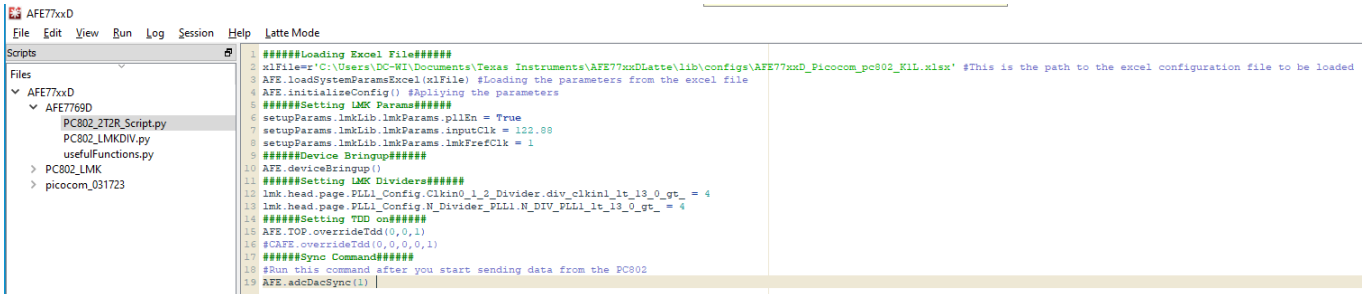 AFE77xxD
File Edit View Run Log Session Help Latte Mode
Scripts
Files
AFE77xxD
AFE7769D
PC802_2T2R_Script.py
PC802_LMKDIV.py
usefulFunctions.py
PC802_LMK
picocom_031723
1 ######Loading Excel File######
2 xlFile=r'C:\Users\DC-WI\Documents\Texas Instruments\AFE77xxDLatte\lib\configs\AFE77xxD_Picocom_pc802_K1L.xlsx' #This is the path to the excel configuration file to be loaded
3 AFE.loadSystemParamsExcel(xlFile) #Loading the parameters from the excel file
4 AFE.initializeConfig() #Apliying the parameters
5 ######Setting LMK Params######
6 setupParams.lmkLib.lmkParams.pllEn = True
7 setupParams.lmkLib.lmkParams.inputClk = 122.88
8 setupParams.lmkLib.lmkParams.lmkFrefClk = 1
9 ######Device Bringup######
10 AFE.deviceBringup()
11 ######Setting LMK Dividers######
12 lmk.head.page.PLL1_Config.Clkin0_1_2_Divider.div_clkin1_lt_13_0_gt_ = 4
13 lmk.head.page.PLL1_Config.N_Divider_PLL1.N_DIV_PLL1_lt_13_0_gt_ = 4
14 ######Setting TDD on######
15 AFE.TOP.overrideTdd(0,0,1)
16 #CAFE.overrideTdd(0,0,0,0,1)
17 ######Sync Command######
18 #Run this command after you start sending data from the PC802
19 AFE.adcDacSync(1)